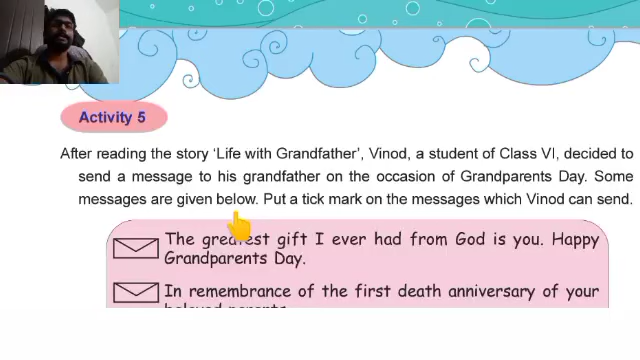 Activity 5
After reading the story 'Life with Grandfather', Vinod, a student of Class VI, decided to
send a message to his grandfather on the occasion of Grandparents Day. Some
messages are given below. Put a tick mark on the messages which Vinod can send.
The greatest gift I ever had from God is you. Happy
Grandparents Day.
In remembrance of the first death anniversary of your
beloved parents